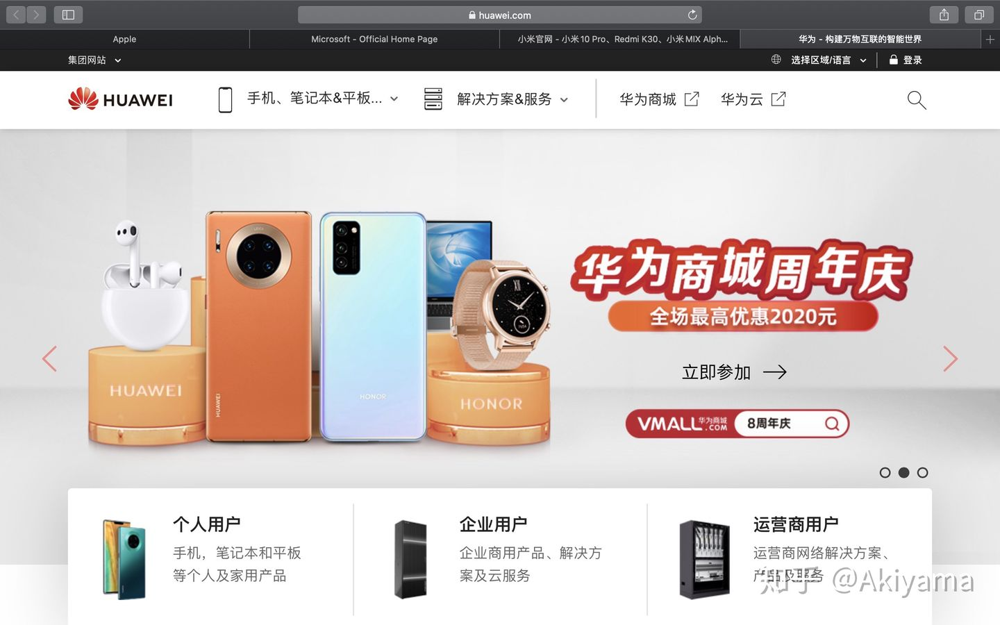 huawei.com
Apple
Microsoft - Official Home Page
小米官网 - 小米10 Pro、Redmi K30、小米MIX Alph...
华为 - 构建万物互联的智能世界
集团网站
选择区域/语言
登录
HUAWEI
手机、笔记本&平板...
解决方案&服务
华为商城
华为云
华为商城周年庆
全场最高优惠2020元
立即参加
VMALL华为商城.COM
8周年庆
HUAWEI
HUAWEI
HONOR
HONOR
LEICA
个人用户
手机，笔记本和平板
等个人及家用产品
企业用户
企业商用产品、解决方
案及云服务
运营商用户
运营商网络解决方案、
产品及服务
知乎 @Akiyama